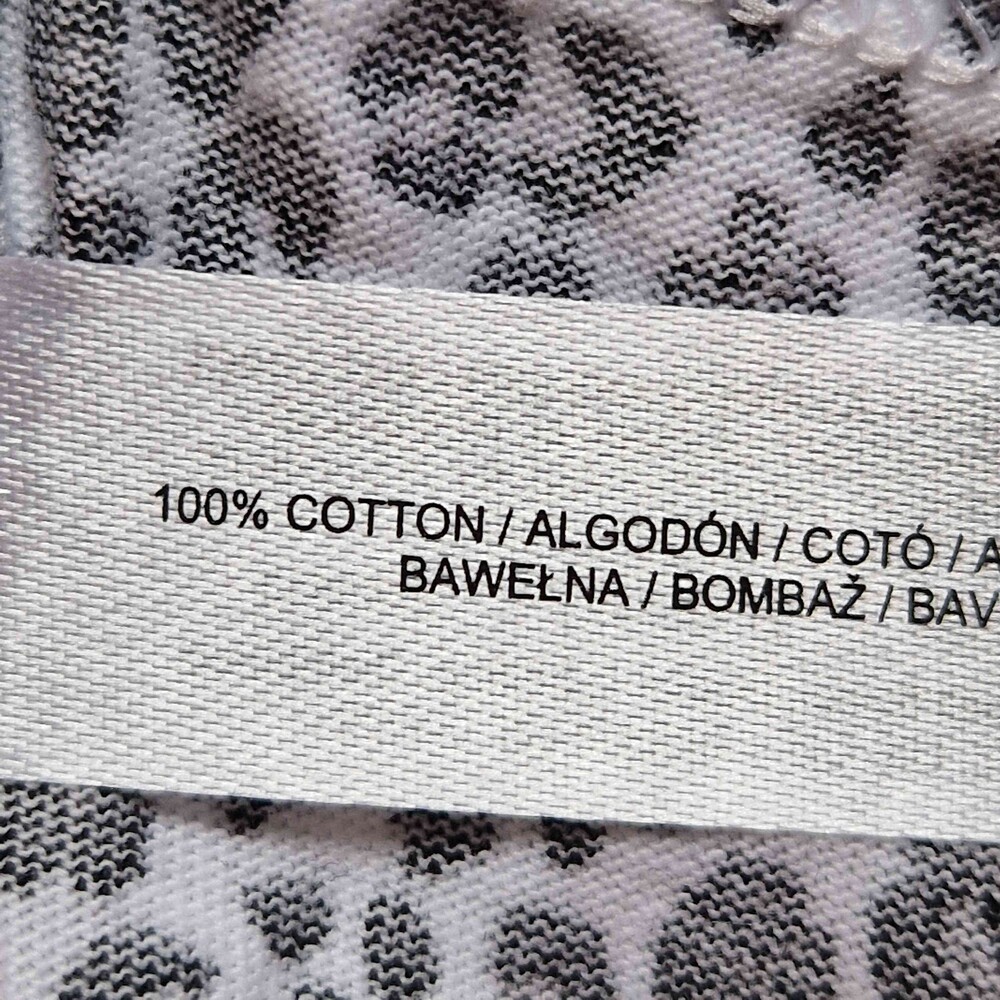 100% COTTON / ALGODÓN / COTÓ / A
BAWEŁNA / BOMBAŽ / BAV